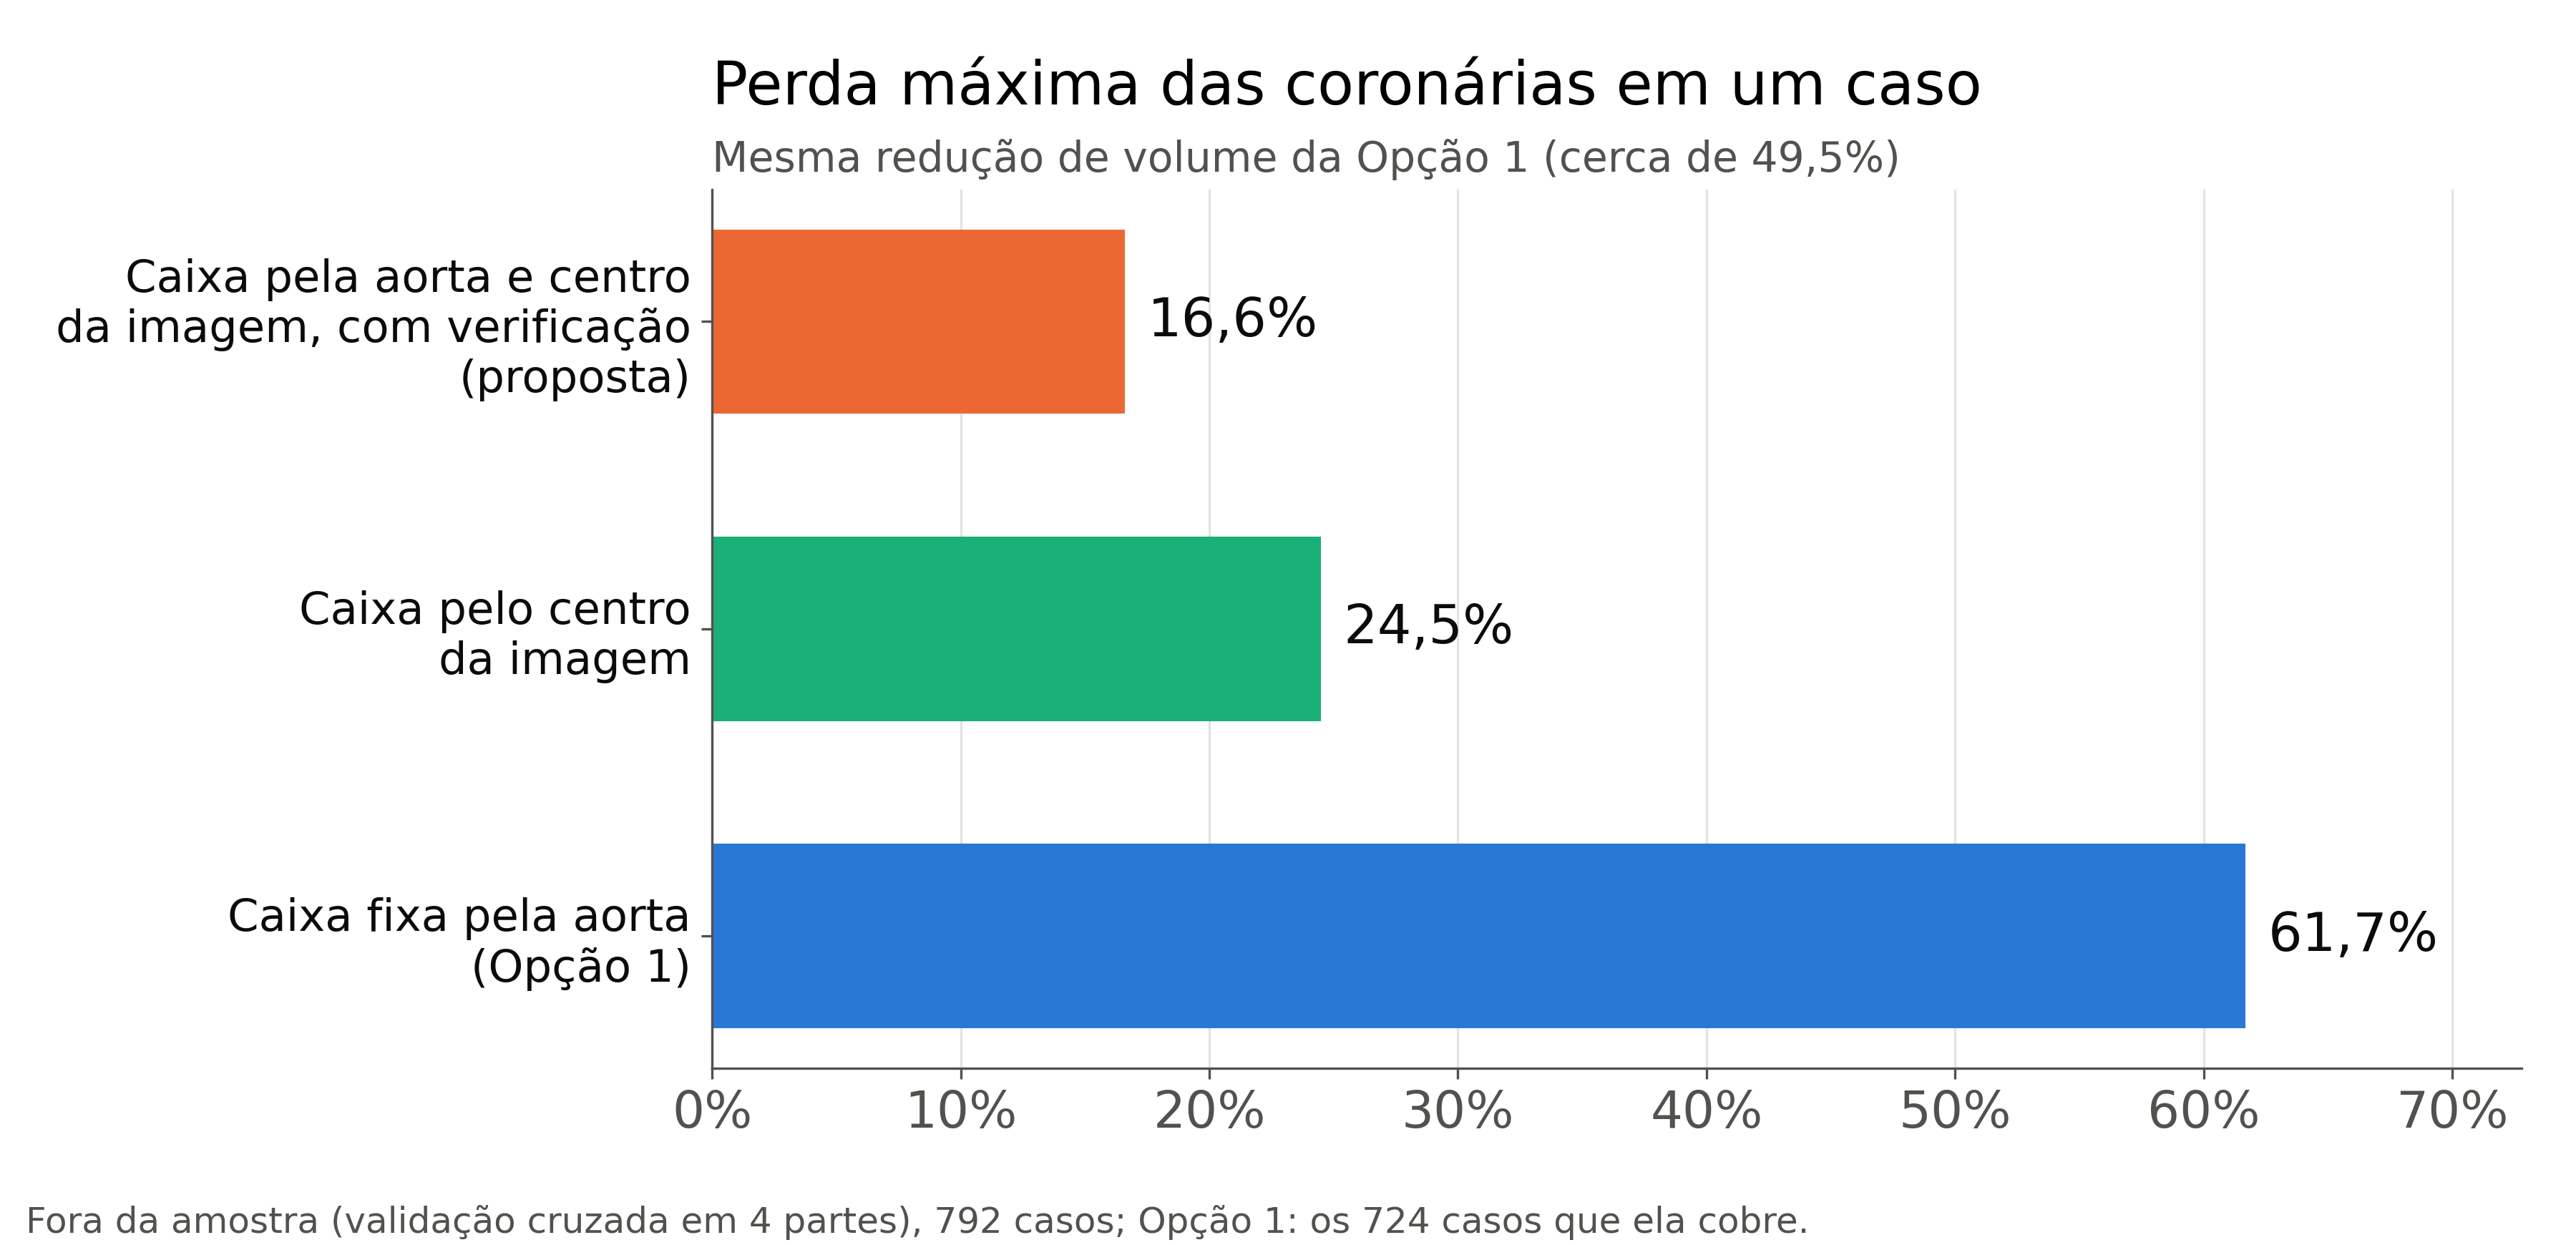 Perda máxima das coronárias em um caso
Mesma redução de volume da Opção 1 (cerca de 49,5%)
Caixa pela aorta e centro
da imagem, com verificação
(proposta)
16,6%
Caixa pelo centro
da imagem
24,5%
Caixa fixa pela aorta
(Opção 1)
61,7%
0% 10% 20% 30% 40% 50% 60% 70%
Fora da amostra (validação cruzada em 4 partes), 792 casos; Opção 1: os 724 casos que ela cobre.